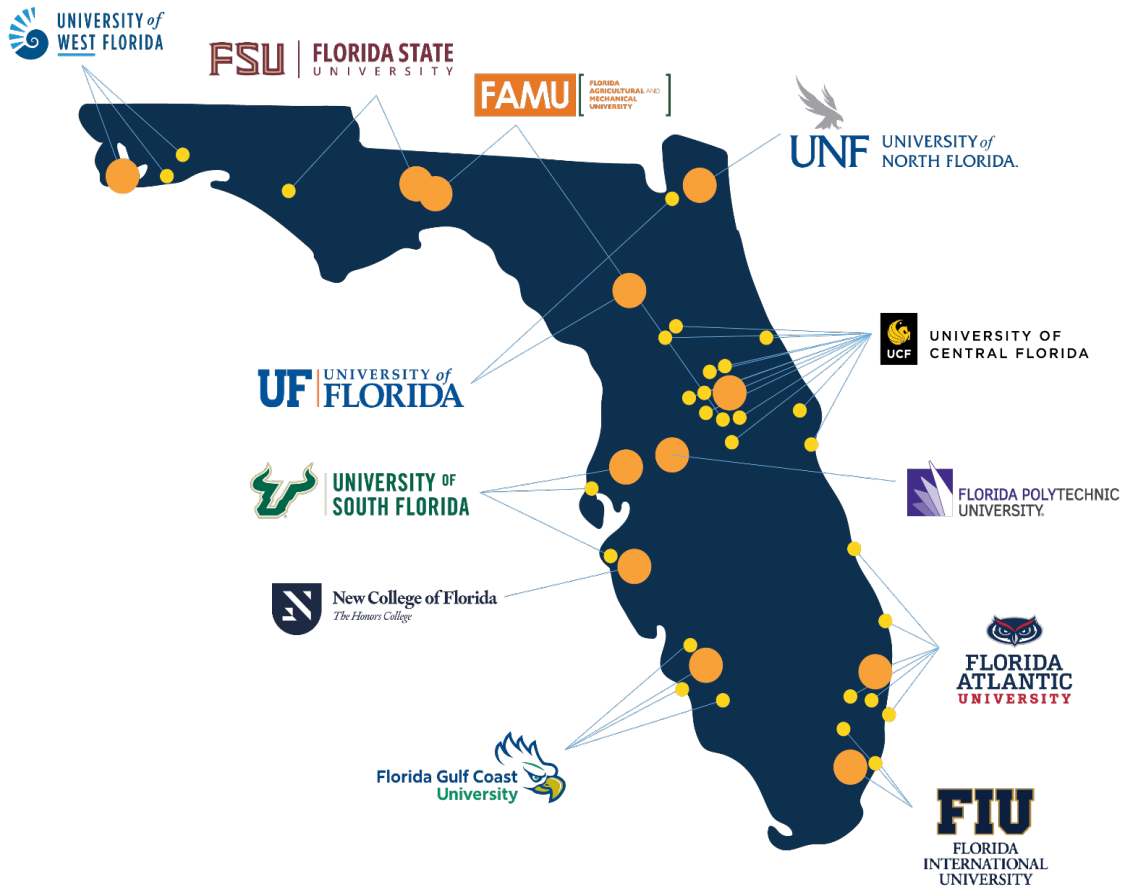 UNIVERSITY of
WEST FLORIDA
FSU
FLORIDA STATE
UNIVERSITY
FAMU
FLORIDA
AGRICULTURAL AND
MECHANICAL
UNIVERSITY
UNF
UNIVERSITY of
NORTH FLORIDA.
UCF
UNIVERSITY OF
CENTRAL FLORIDA
UF
UNIVERSITY of
FLORIDA
UNIVERSITY OF
SOUTH FLORIDA
FLORIDA POLYTECHNIC
UNIVERSITY.
New College of Florida
The Honors College
FLORIDA
ATLANTIC
UNIVERSITY
Florida Gulf Coast
University
FIU
FLORIDA
INTERNATIONAL
UNIVERSITY